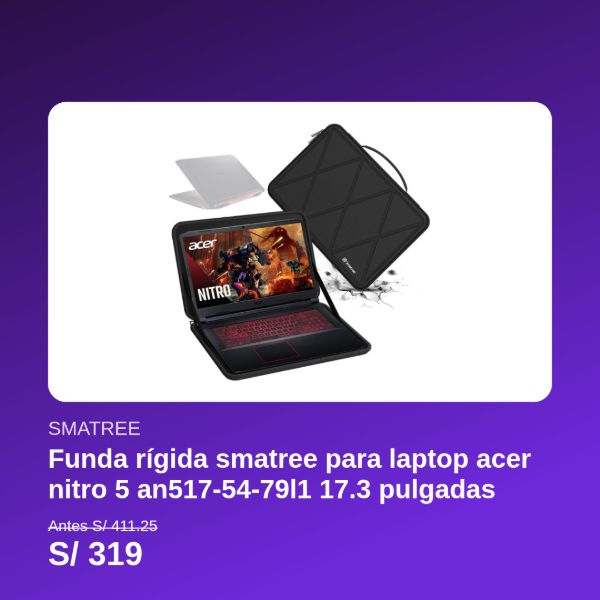 acer
NITRO
SMATREE
Funda rígida smatree para laptop acer
nitro 5 an517-54-79l1 17.3 pulgadas
Antes S/ 411.25
S/ 319